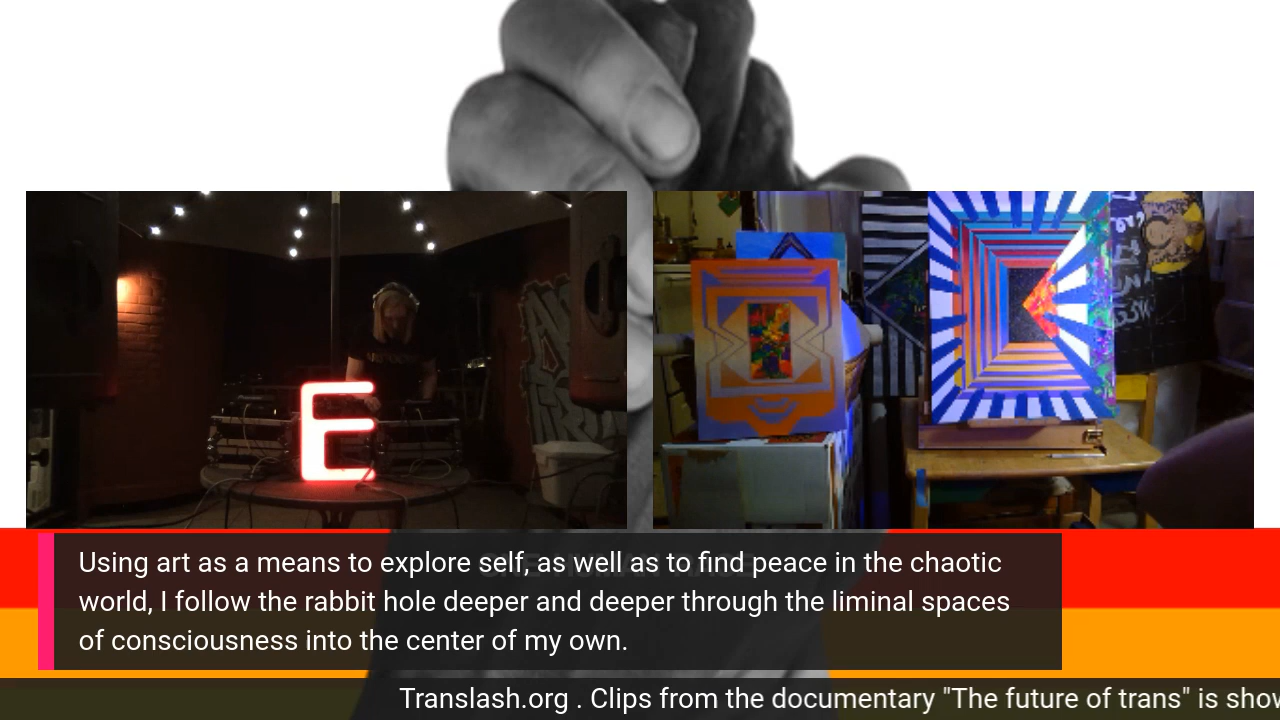 E
Using art as a means to explore self, as well as to find peace in the chaotic
world, I follow the rabbit hole deeper and deeper through the liminal spaces
of consciousness into the center of my own.
Translash.org . Clips from the documentary "The future of trans" is